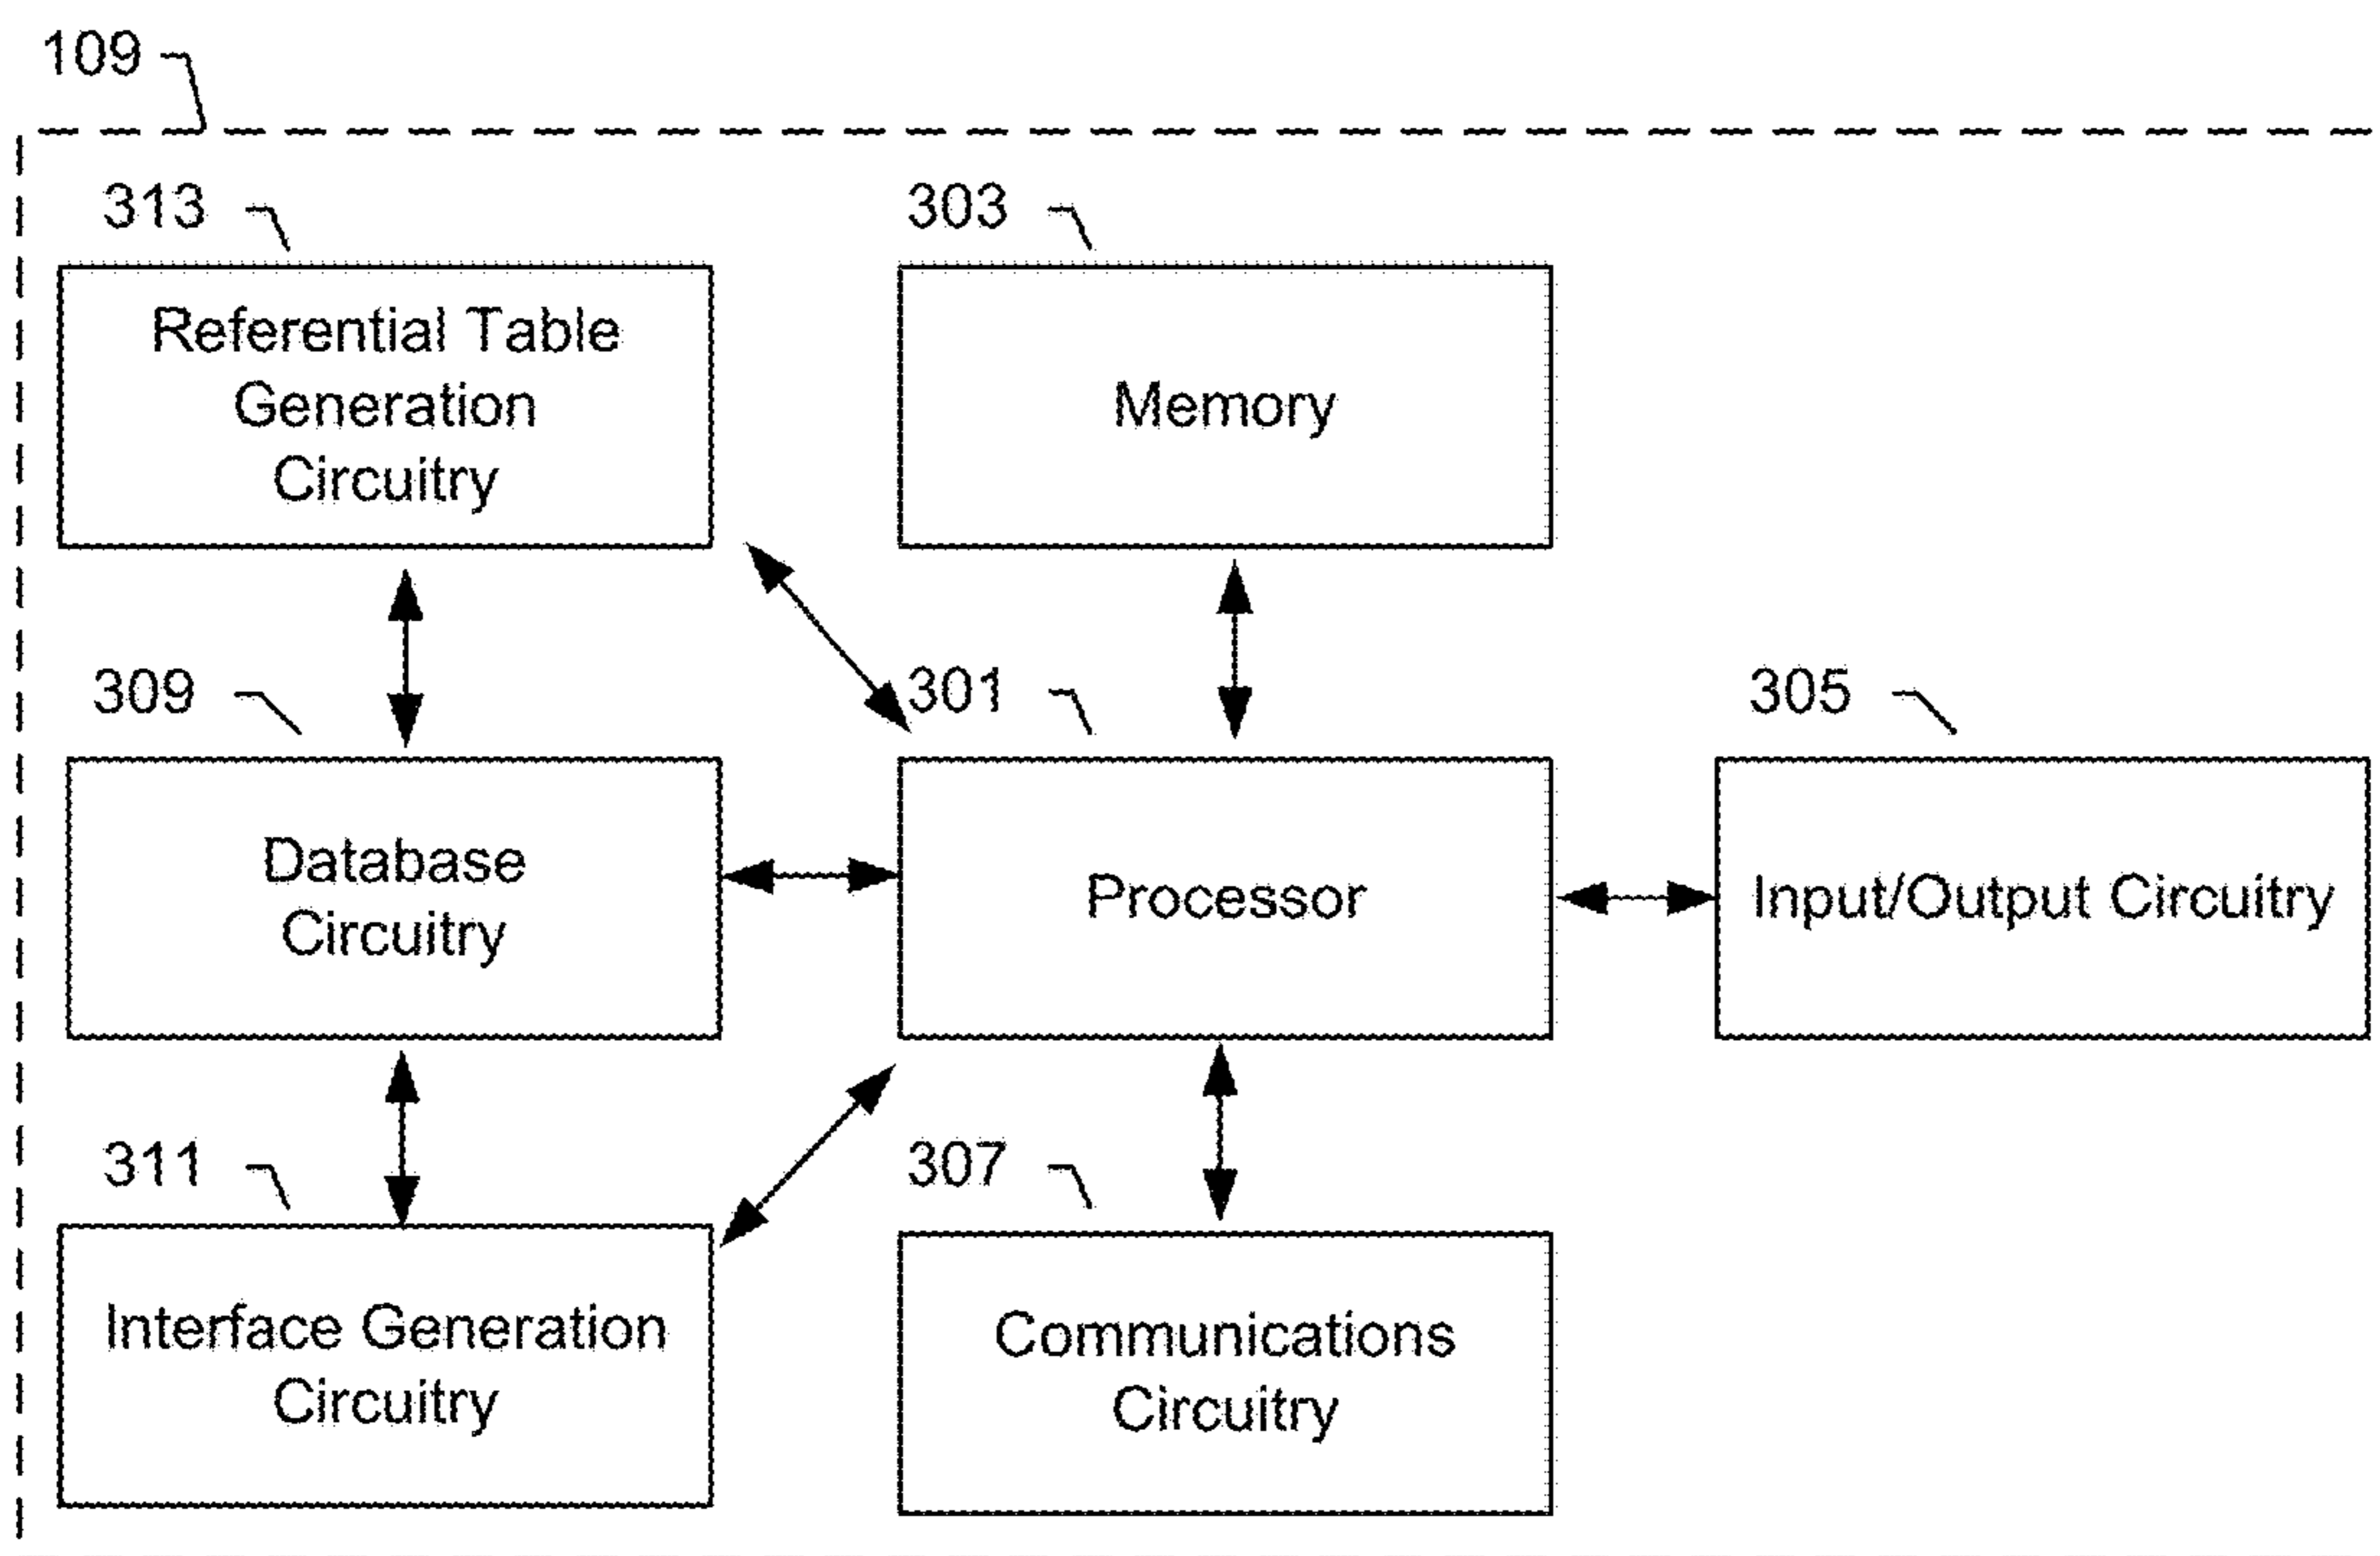 109
313
303
Referential Table
Generation
Circuitry
Memory
309
301
305
Database
Circuitry
Processor
Input/Output Circuitry
311
307
Interface Generation
Circuitry
Communications
Circuitry